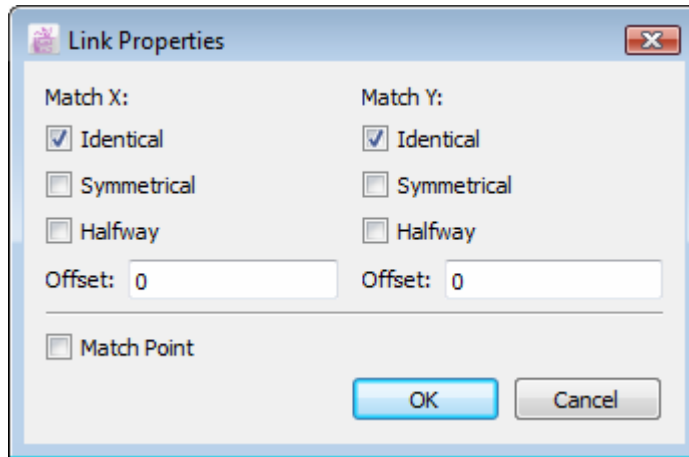 Link Properties
Match X: Match Y:
Identical Identical
Symmetrical Symmetrical
Halfway Halfway
Offset: 0 Offset: 0
Match Point
OK Cancel